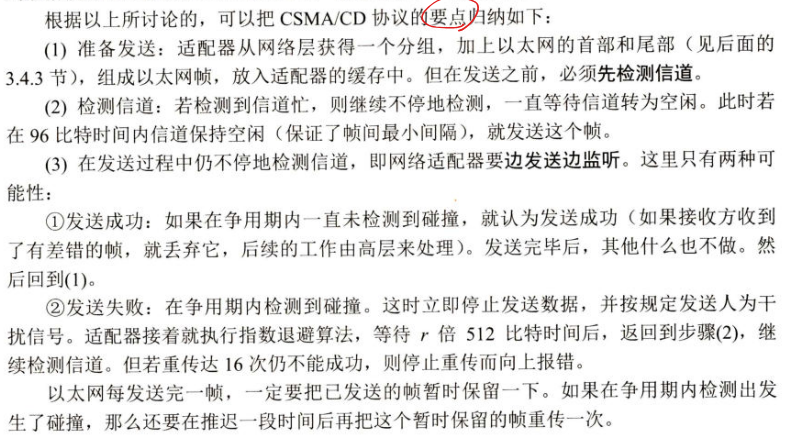 根据以上所讨论的，可以把 CSMA/CD 协议的要点归纳如下：
(1) 准备发送：适配器从网络层获得一个分组，加上以太网的首部和尾部（见后面的
3.4.3 节），组成以太网帧，放入适配器的缓存中。但在发送之前，必须先检测信道。
(2) 检测信道：若检测到信道忙，则继续不停地检测，一直等待信道转为空闲。此时若
在 96 比特时间内信道保持空闲（保证了帧间最小间隔），就发送这个帧。
(3) 在发送过程中仍不停地检测信道，即网络适配器要边发送边监听。这里只有两种可
能性：
①发送成功：如果在争用期内一直未检测到碰撞，就认为发送成功（如果接收方收到
了有差错的帧，就丢弃它，后续的工作由高层来处理）。发送完毕后，其他什么也不做。然
后回到(1)。
②发送失败：在争用期内检测到碰撞。这时立即停止发送数据，并按规定发送人为干
扰信号。适配器接着就执行指数退避算法，等待 r 倍 512 比特时间后，返回到步骤(2)，继
续检测信道。但若重传达 16 次仍不能成功，则停止重传而向上报错。
以太网每发送完一帧，一定要把已发送的帧暂时保留一下。如果在争用期内检测出发
生了碰撞，那么还要在推迟一段时间后再把这个暂时保留的帧重传一次。